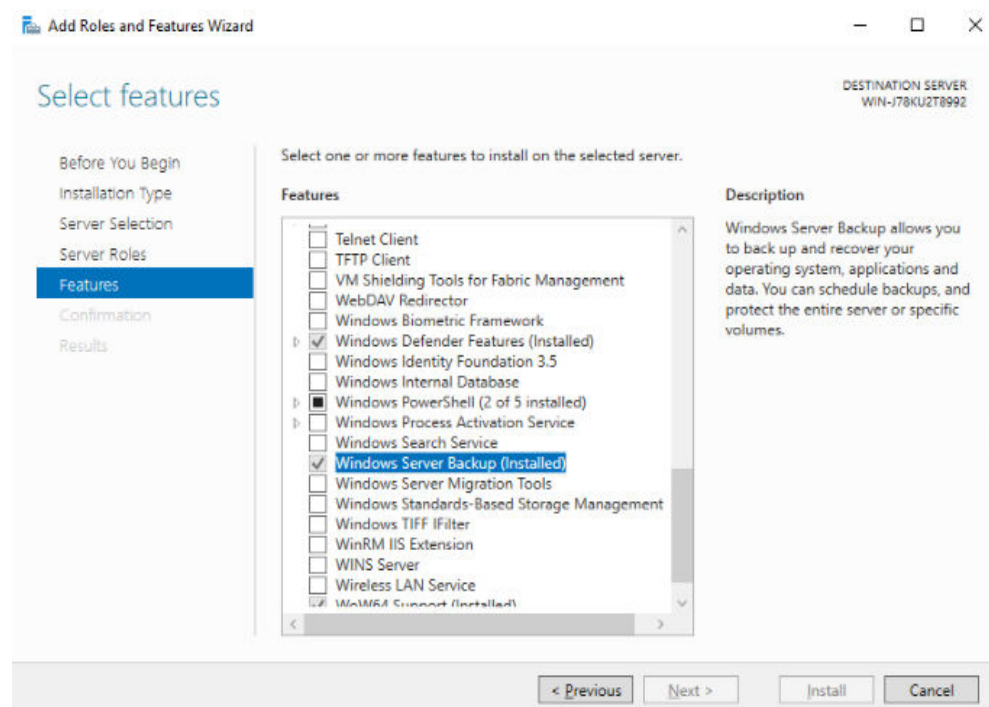 Add Roles and Features Wizard
Select features
DESTINATION SERVER
WIN-J78KU2T8992
Before You Begin
Installation Type
Server Selection
Server Roles
Features
Confirmation
Results
Select one or more features to install on the selected server.
Features
Telnet Client
TFTP Client
VM Shielding Tools for Fabric Management
WebDAV Redirector
Windows Biometric Framework
Windows Defender Features (Installed)
Windows Identity Foundation 3.5
Windows Internal Database
Windows PowerShell (2 of 5 installed)
Windows Process Activation Service
Windows Search Service
Windows Server Backup (Installed)
Windows Server Migration Tools
Windows Standards-Based Storage Management
Windows TIFF IFilter
WinRM IIS Extension
WINS Server
Wireless LAN Service
WoW64 Support (Installed)
Description
Windows Server Backup allows you
to back up and recover your
operating system, applications and
data. You can schedule backups, and
protect the entire server or specific
volumes.
< Previous
Next >
Install
Cancel